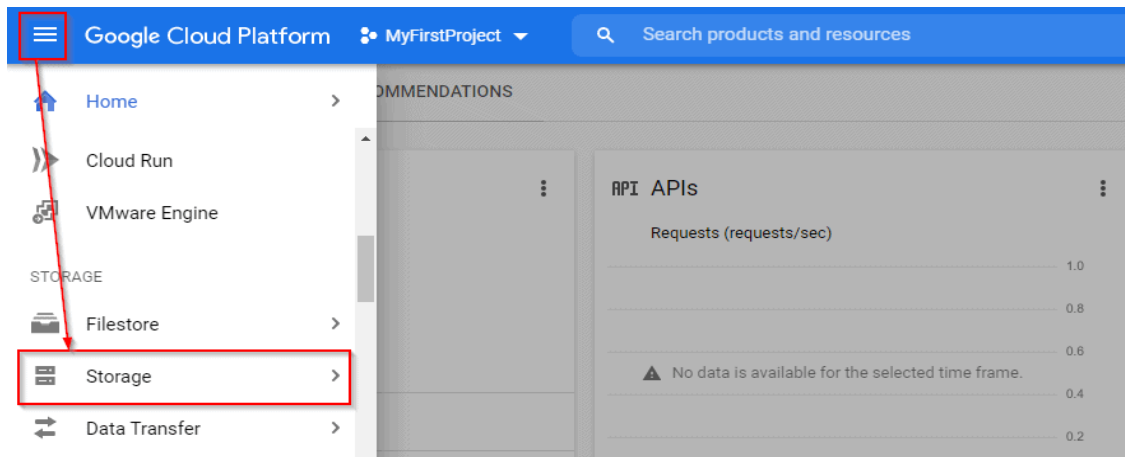 Google Cloud Platform MyFirstProject Search products and resources
Home
OMMENDATIONS
Cloud Run
VMware Engine
STORAGE
Filestore
Storage
Data Transfer
API APIs
Requests (requests/sec)
1.0
0.8
0.6
No data is available for the selected time frame.
0.4
0.2